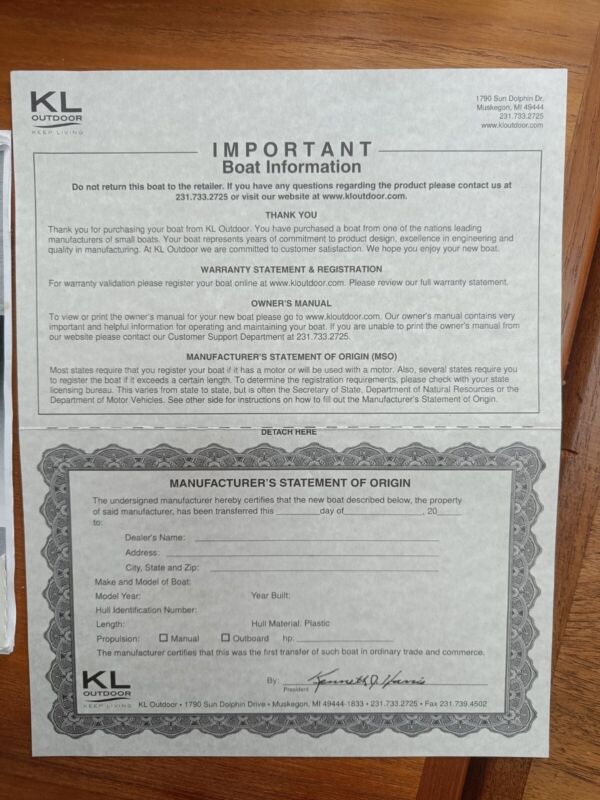 KL
OUTDOOR
KEEP LIVING
1790 Sun Dolphin Dr.
Muskegon, MI 49444
231.733.2725
www.kloutdoor.com
IMPORTANT
Boat Information
Do not return this boat to the retailer. If you have any questions regarding the product please contact us at
231.733.2725 or visit our website at www.kloutdoor.com.
THANK YOU
Thank you for purchasing your boat from KL Outdoor. You have purchased a boat from one of the nations leading
manufacturers of small boats. Your boat represents years of commitment to product design, excellence in engineering and
quality in manufacturing. At KL Outdoor we are committed to customer satisfaction. We hope you enjoy your new boat.
WARRANTY STATEMENT & REGISTRATION
For warranty validation please register your boat online at www.kloutdoor.com. Please review our full warranty statement.
OWNER'S MANUAL
To view or print the owner's manual for your new boat please go to www.kloutdoor.com. Our owner's manual contains very
important and helpful information for operating and maintaining your boat. If you are unable to print the owner's manual from
our website please contact our Customer Support Department at 231.733.2725.
MANUFACTURER'S STATEMENT OF ORIGIN (MSO)
Most states require that you register your boat if it has a motor or will be used with a motor. Also, several states require you
to register the boat if it exceeds a certain length. To determine the registration requirements, please check with your state
licensing bureau. This varies from state to state, but is often the Secretary of State, Department of Natural Resources or the
Department of Motor Vehicles. See other side for instructions on how to fill out the Manufacturer's Statement of Origin.
DETACH HERE
MANUFACTURER'S STATEMENT OF ORIGIN
The undersigned manufacturer hereby certifies that the new boat described below, the property
of said manufacturer, has been transferred this ________ day of ________________, 20____
to:
Dealer's Name:
Address:
City, State and Zip:
Make and Model of Boat:
Model Year: Year Built:
Hull Identification Number:
Length: Hull Material: Plastic
Propulsion: ☐ Manual ☐ Outboard hp:
The manufacturer certifies that this was the first transfer of such boat in ordinary trade and commerce.
By: Kenneth J. Harris
President
KL
OUTDOOR
KEEP LIVING
KL Outdoor • 1790 Sun Dolphin Drive • Muskegon, MI 49444-1833 • 231.733.2725 • Fax 231.739.4502